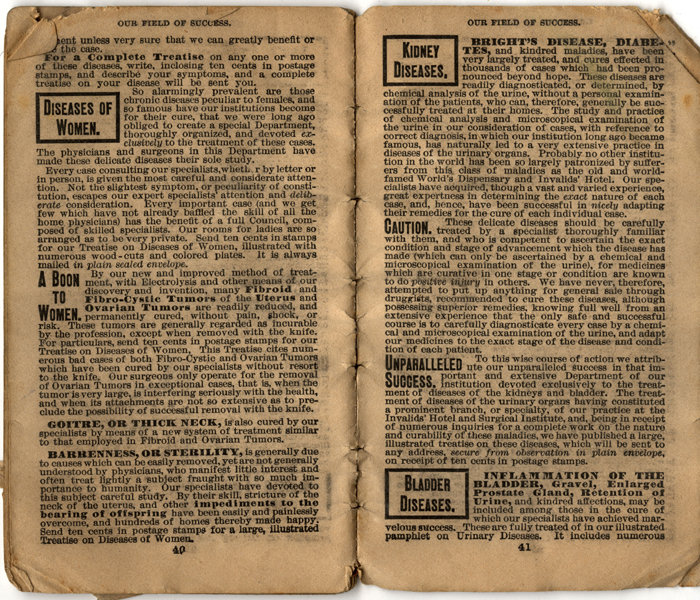 OUR FIELD OF SUCCESS.
ment unless very sure that we can greatly benefit or
the case.
For a Complete Treatise on any one or more
of these diseases, write, inclosing ten cents in postage
stamps, and describe your symptoms, and a complete
treatise on your disease will be sent you.
DISEASES OF
WOMEN.
So alarmingly prevalent are those
chronic diseases peculiar to females, and
so famous have our institutions become
for their cure, that we were long ago
obliged to create a special Department,
thoroughly organized, and devoted ex-
clusively to the treatment of these cases.
The physicians and surgeons in this Department have
made these delicate diseases their sole study.
Every case consulting our specialists, wheth. r by letter or
in person, is given the most careful and considerate atten-
tion. Not the slightest symptom, or peculiarity of consti-
tution, escapes our expert specialists' attention and delib-
erate consideration. Every important case (and we get
few which have not already baffled the skill of all the
home physicians) has the benefit of a full Council, com-
posed of skilled specialists. Our rooms for ladies are so
arranged as to be very private. Send ten cents in stamps
for our Treatise on Diseases of Women, illustrated with
numerous wood-cuts and colored plates. It is always
mailed in plain sealed envelope.
A BOON
TO
WOMEN.
By our new and improved method of treat-
ment, with Electrolysis and other means of our
discovery and invention, many Fibroid and
Fibro-Cystic Tumors of the Uterus and
Ovarian Tumors are readily reduced, and
permanently cured, without pain, shock, or
risk. These tumors are generally regarded as incurable
by the profession, except when removed with the knife.
For particulars, send ten cents in postage stamps for our
Treatise on Diseases of Women. This Treatise cites num-
erous bad cases of both Fibro-Cystic and Ovarian Tumors
which have been cured by our specialists without resort
to the knife. Our surgeons only operate for the removal
of Ovarian Tumors in exceptional cases, that is, when the
tumor is very large, is interfering seriously with the health,
and when its attachments are not so extensive as to pre-
clude the possibility of successful removal with the knife.
GOITRE, OR THICK NECK, is also cured by our
specialists by means of a new system of treatment similar
to that employed in Fibroid and Ovarian Tumors.
BARRENNESS, OR STERILITY, is generally due
to causes which can be easily removed, yet are not generally
understood by physicians, who manifest little interest and
often treat lightly a subject fraught with so much im-
portance to humanity. Our specialists have devoted to
this subject careful study. By their skill, stricture of the
neck of the uterus, and other impediments to the
bearing of offspring have been easily and painlessly
overcome, and hundreds of homes thereby made happy.
Send ten cents in postage stamps for a large, illustrated
Treatise on Diseases of Women.
40
OUR FIELD OF SUCCESS.
KIDNEY
DISEASES.
BRIGHT'S DISEASE, DIABE-
TES, and kindred maladies, have been
very largely treated, and cures effected in
thousands of cases which had been pro-
nounced beyond hope. These diseases are
readily diagnosticated, or determined, by
chemical analysis of the urine, without a personal examin-
ation of the patients, who can, therefore, generally be suc-
cessfully treated at their homes. The study and practice
of chemical analysis and microscopical examination of
the urine in our consideration of cases, with reference to
correct diagnosis, in which our institution long ago became
famous, has naturally led to a very extensive practice in
diseases of the urinary organs. Probably no other institu-
tion in the world has been so largely patronized by suffer-
ers from this class of maladies as the old and world-
famed World's Dispensary and Invalids' Hotel. Our spe-
cialists have acquired, though a vast and varied experience,
great expertness in determining the exact nature of each
case, and, hence, have been successful in nicely adapting
their remedies for the cure of each individual case.
CAUTION.
These delicate diseases should be carefully
treated by a specialist thoroughly familiar
with them, and who is competent to ascertain the exact
condition and stage of advancement which the disease has
made (which can only be ascertained by a chemical and
microscopical examination of the urine), for medicines
which are curative in one stage or condition are known
to do positive injury in others. We have never, therefore,
attempted to put up anything for general sale through
druggists, recommended to cure these diseases, although
possessing superior remedies, knowing full well from an
extensive experience that the only safe and successful
course is to carefully diagnosticate every case by a chemi-
cal and microscopical examination of the urine, and adapt
our medicines to the exact stage of the disease and condi-
tion of each patient.
UNPARALLELED
SUCCESS.
To this wise course of action we attrib-
ute our unparalleled success in that im-
portant and extensive Department of our
institution devoted exclusively to the treat-
ment of diseases of the kidneys and bladder. The treat-
ment of diseases of the urinary organs having constituted
a prominent branch, or specialty, of our practice at the
Invalids' Hotel and Surgical Institute, and, being in receipt
of numerous inquiries for a complete work on the nature
and curability of these maladies, we have published a large,
illustrated treatise on these diseases, which will be sent to
any address, secure from observation in plain envelope,
on receipt of ten cents in postage stamps.
BLADDER
DISEASES.
INFLAMMATION OF THE
BLADDER, Gravel, Enlarged
Prostate Gland, Retention of
Urine, and kindred affections, may be
included among those in the cure of
which our specialists have achieved mar-
velous success. These are fully treated of in our illustrated
pamphlet on Urinary Diseases. It includes numerous
41